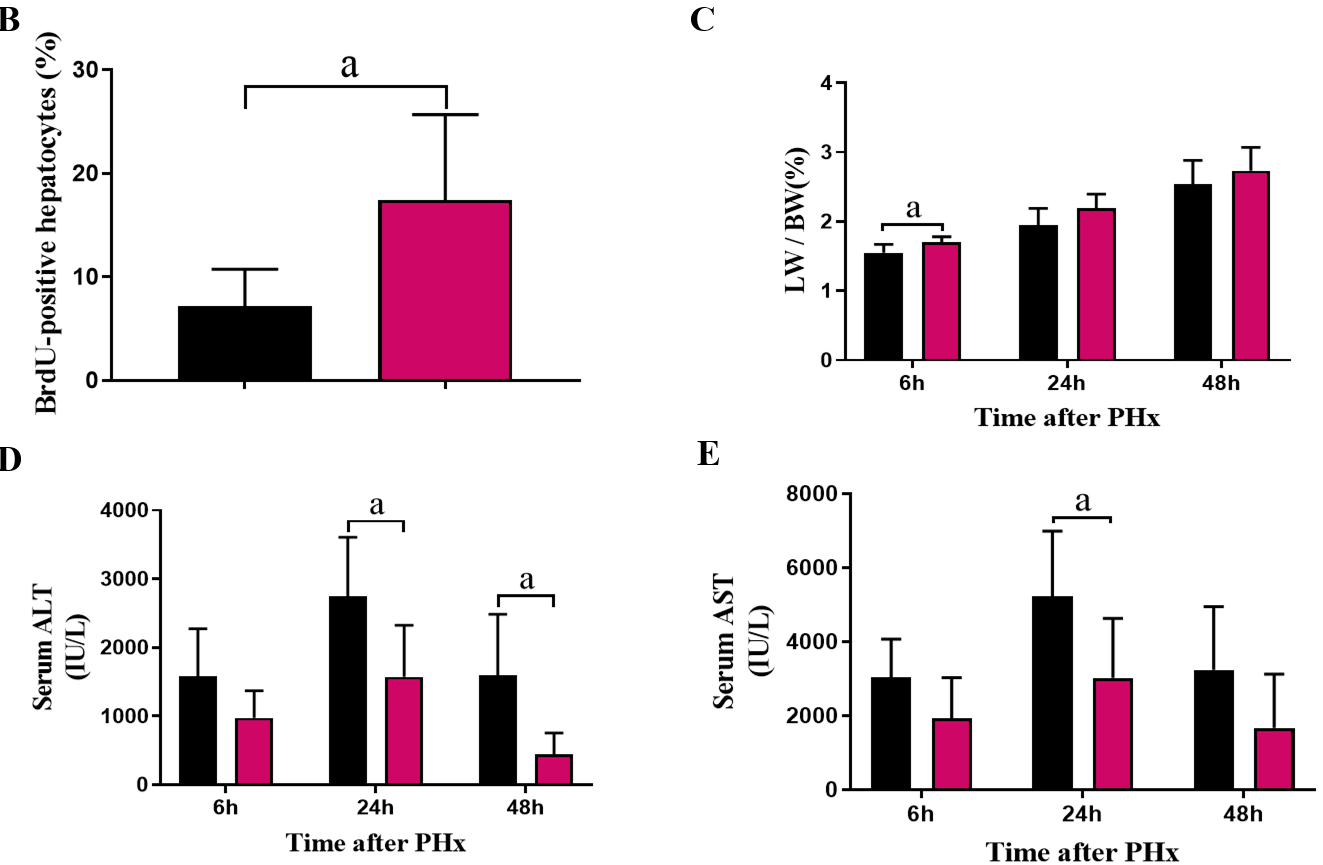 B
BrdU-positive hepatocytes (%)
30
20
10
0
a
C
LW / BW(%)
4
3
2
1
0
a
6h
24h
48h
Time after PHx
D
Serum ALT
(IU/L)
4000
3000
2000
1000
0
a
a
6h
24h
48h
Time after PHx
E
Serum AST
(IU/L)
8000
6000
4000
2000
0
a
6h
24h
48h
Time after PHx